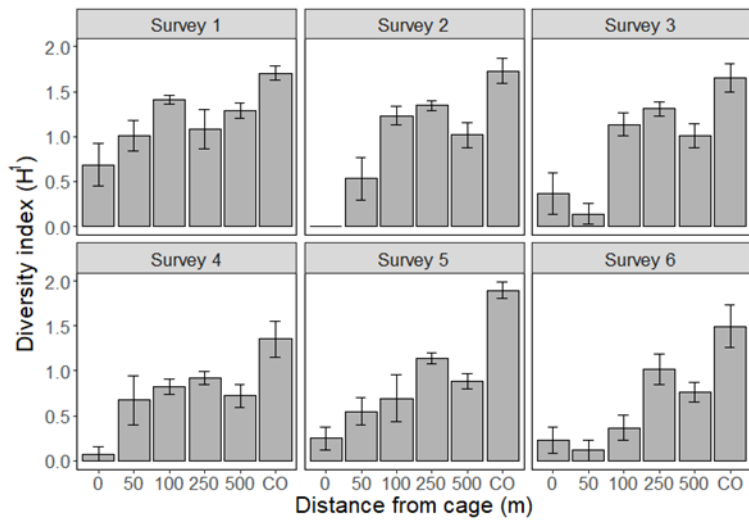 Survey 1 Survey 2 Survey 3
2.0
1.5
1.0
0.5
0.0
Diversity index (H¹)
Survey 4 Survey 5 Survey 6
2.0
1.5
1.0
0.5
0.0
0 50 100 250 500 CO 0 50 100 250 500 CO 0 50 100 250 500 CO
Distance from cage (m)